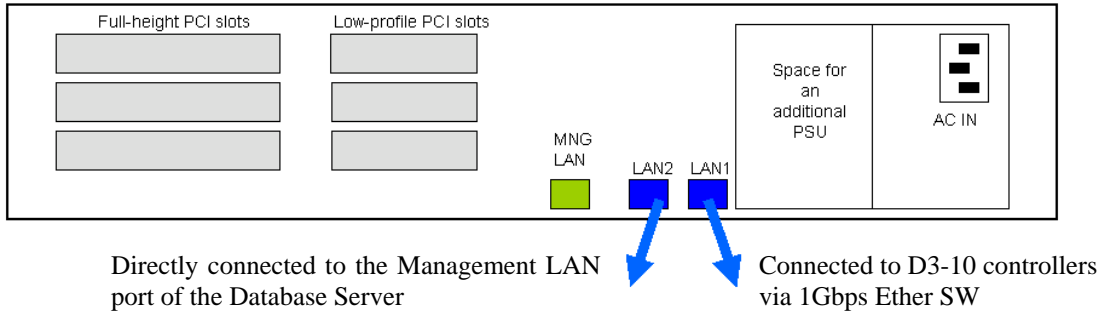 Full-height PCI slots
Low-profile PCI slots
Space for
an
additional
PSU
AC IN
MNG
LAN
LAN2
LAN1
Directly connected to the Management LAN
port of the Database Server
Connected to D3-10 controllers
via 1Gbps Ether SW